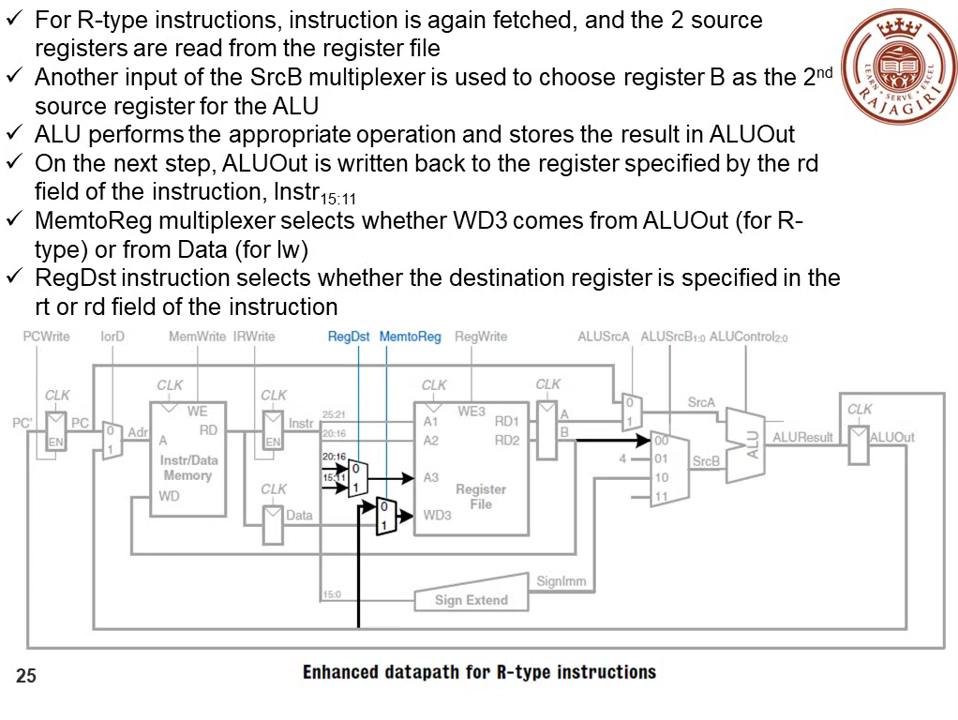 ✓ For R-type instructions, instruction is again fetched, and the 2 source
registers are read from the register file
✓ Another input of the SrcB multiplexer is used to choose register B as the 2nd
source register for the ALU
✓ ALU performs the appropriate operation and stores the result in ALUOut
✓ On the next step, ALUOut is written back to the register specified by the rd
field of the instruction, Instr15:11
✓ MemtoReg multiplexer selects whether WD3 comes from ALUOut (for R-
type) or from Data (for lw)
✓ RegDst instruction selects whether the destination register is specified in the
rt or rd field of the instruction
LEARN • SERVE • EXCEL
RAJAGIRI
PCWrite IorD MemWrite IRWrite RegDst MemtoReg RegWrite ALUSrcA ALUSrcB1:0 ALUControl2:0
CLK CLK CLK CLK CLK CLK
PC' EN PC 0 1 Adr
WE A RD Instr/Data Memory WD
EN Instr
CLK Data
25:21
20:16
20:16 0
15:11 1
0
1
15:0
WE3 A1 A2 A3 WD3 RD1 RD2 Register File
A
B
0
1
SrcA
4
00
01
10
11
SrcB
ALU ALUResult ALUOut
SignImm
Sign Extend
25
Enhanced datapath for R-type instructions